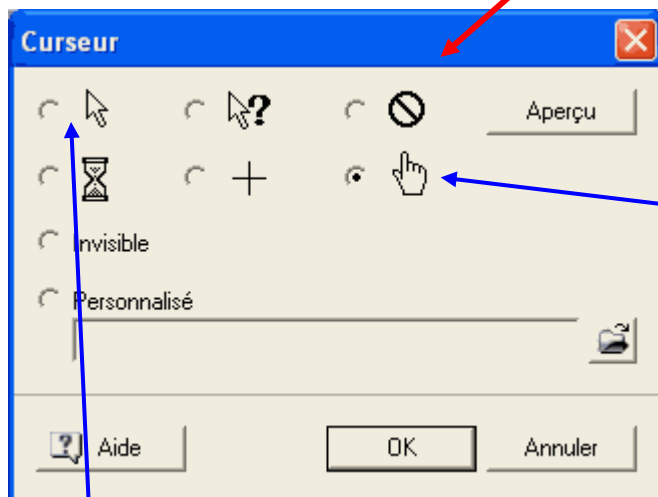 Curseur
Aperçu
Invisible
Personnalisé
Aide
OK
Annuler